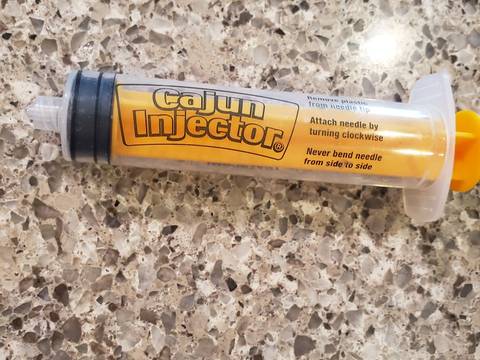 Cajun
Injector®
Remove plastic
from needle tip
Attach needle by
turning clockwise
Never bend needle
from side to side